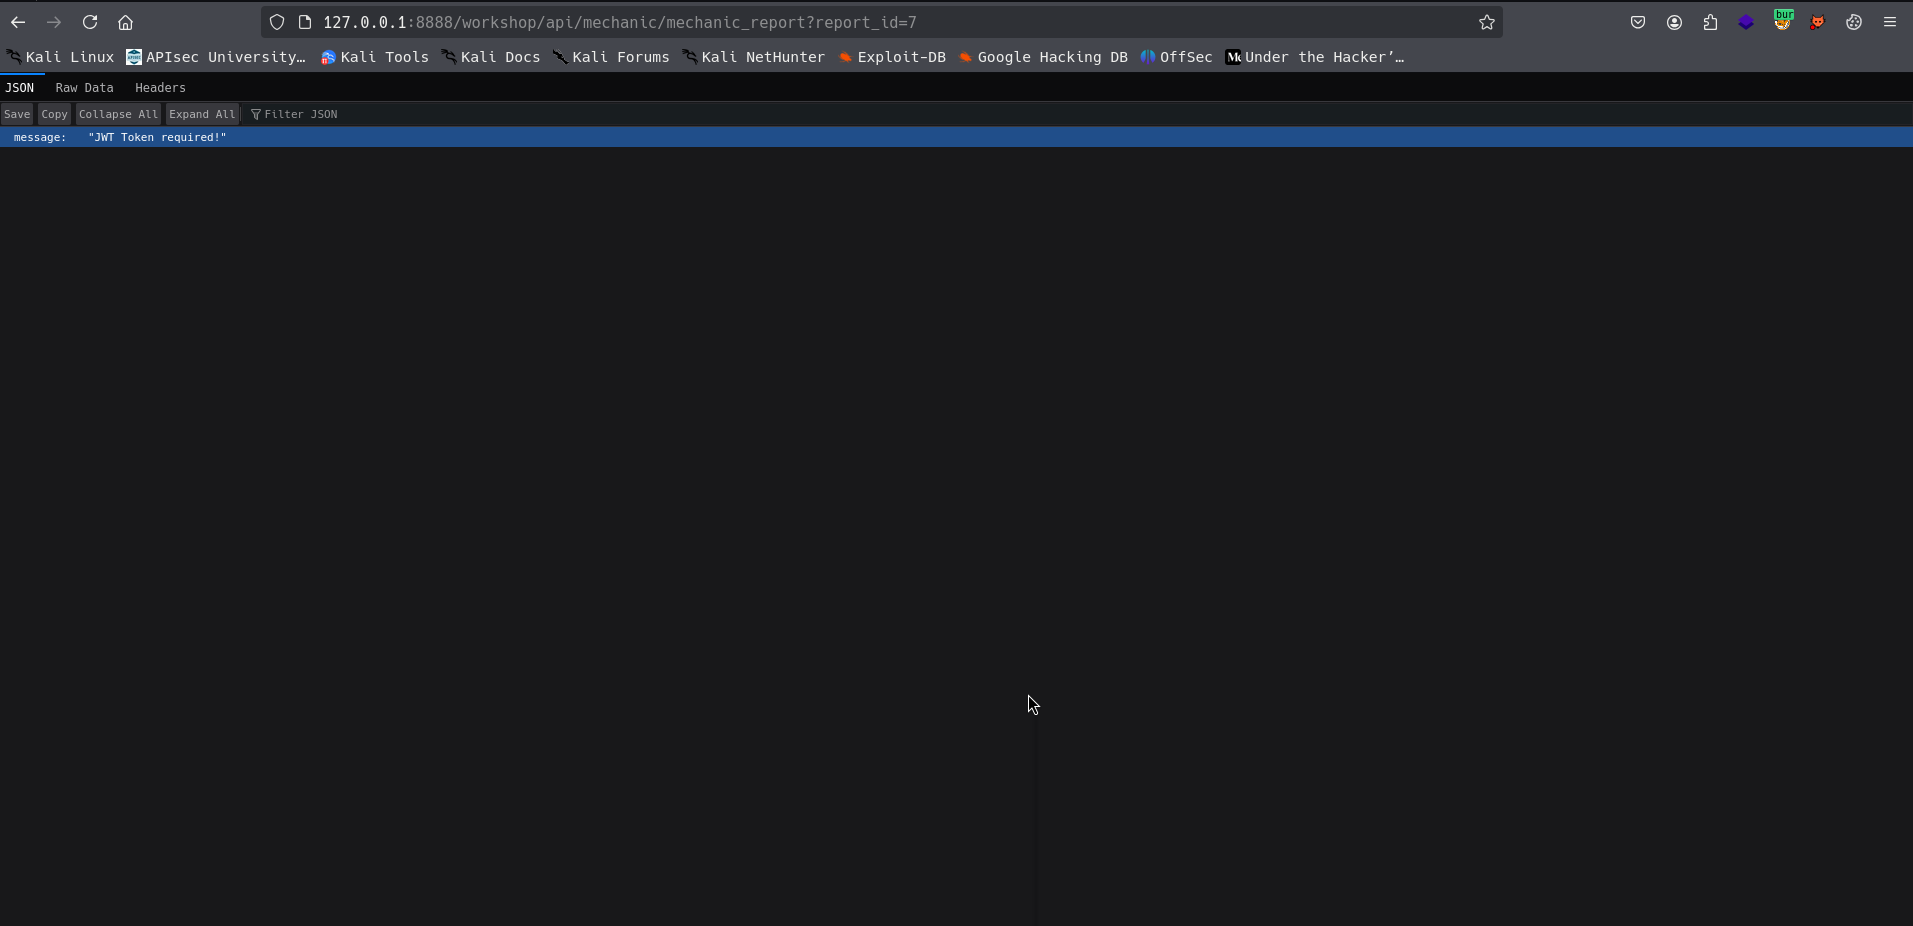 127.0.0.1:8888/workshop/api/mechanic/mechanic_report?report_id=7
bur
Kali Linux APIsec University… Kali Tools Kali Docs Kali Forums Kali NetHunter Exploit-DB Google Hacking DB OffSec Under the Hacker’…
JSON Raw Data Headers
Save Copy Collapse All Expand All Filter JSON
message: "JWT Token required!"